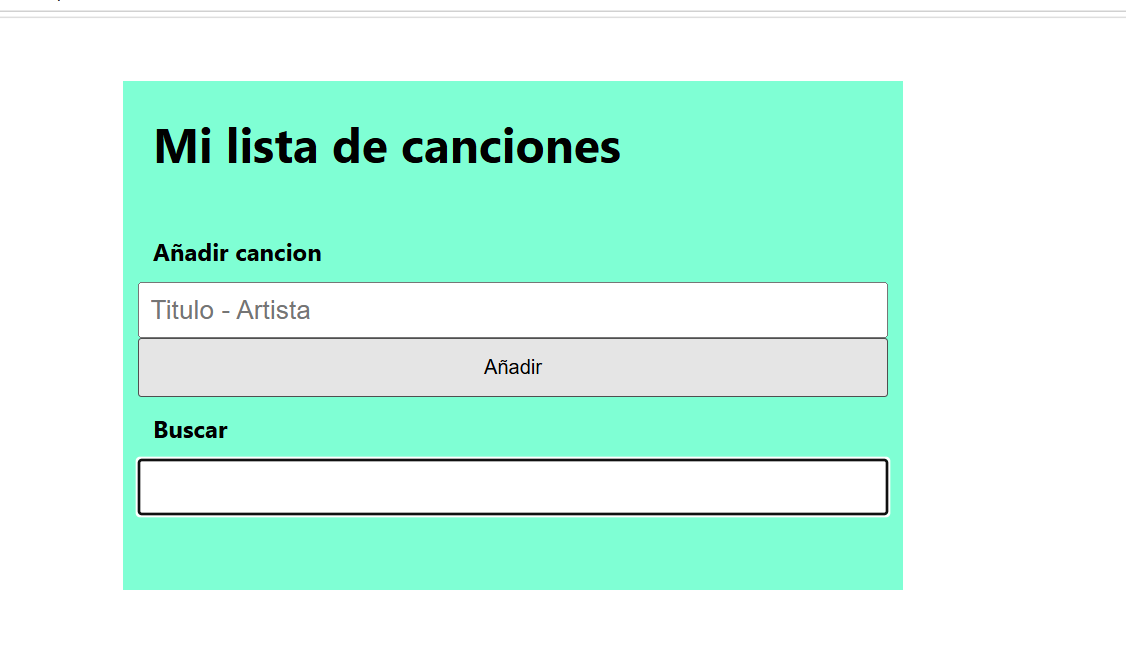 Mi lista de canciones
Añadir cancion
Titulo - Artista
Añadir
Buscar